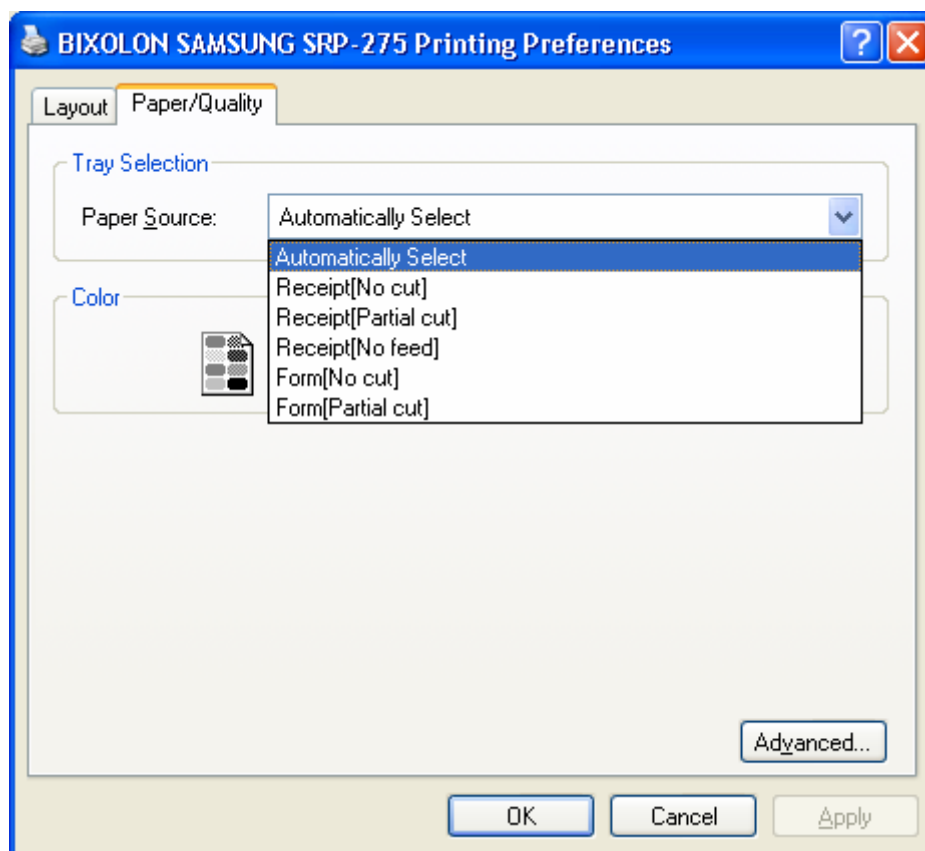 BIXOLON SAMSUNG SRP-275 Printing Preferences
Layout Paper/Quality
Tray Selection
Paper Source: Automatically Select
Automatically Select
Receipt[No cut]
Color
Receipt[Partial cut]
Receipt[No feed]
Form[No cut]
Form[Partial cut]
Advanced...
OK Cancel Apply